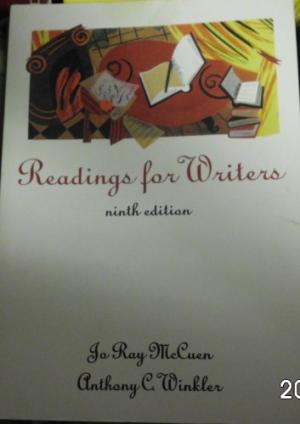 Readings for Writers
ninth edition
Jo Ray McCuen
Anthony C. Winkler
20